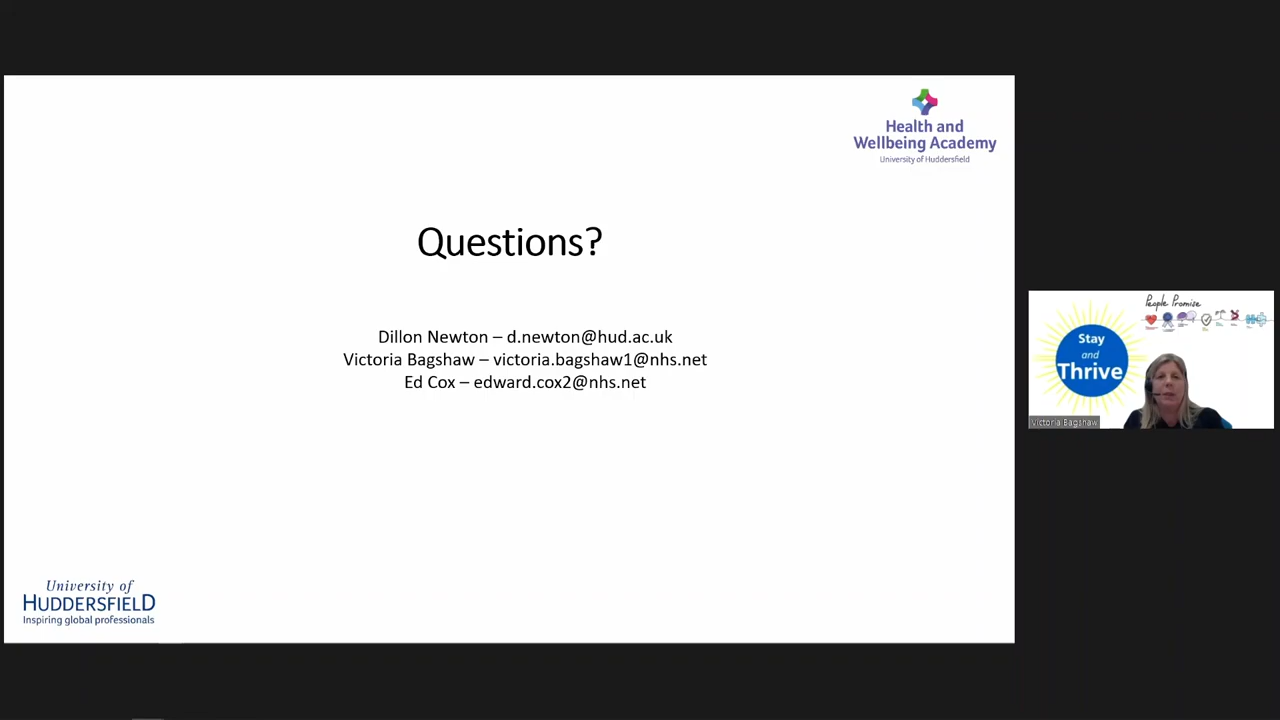 Health and
Wellbeing Academy
University of Huddersfield
Questions?
Dillon Newton – d.newton@hud.ac.uk
Victoria Bagshaw – victoria.bagshaw1@nhs.net
Ed Cox – edward.cox2@nhs.net
People Promise
Stay
and
Thrive
Victoria Bagshaw
University of
HUDDERSFIELD
Inspiring global professionals